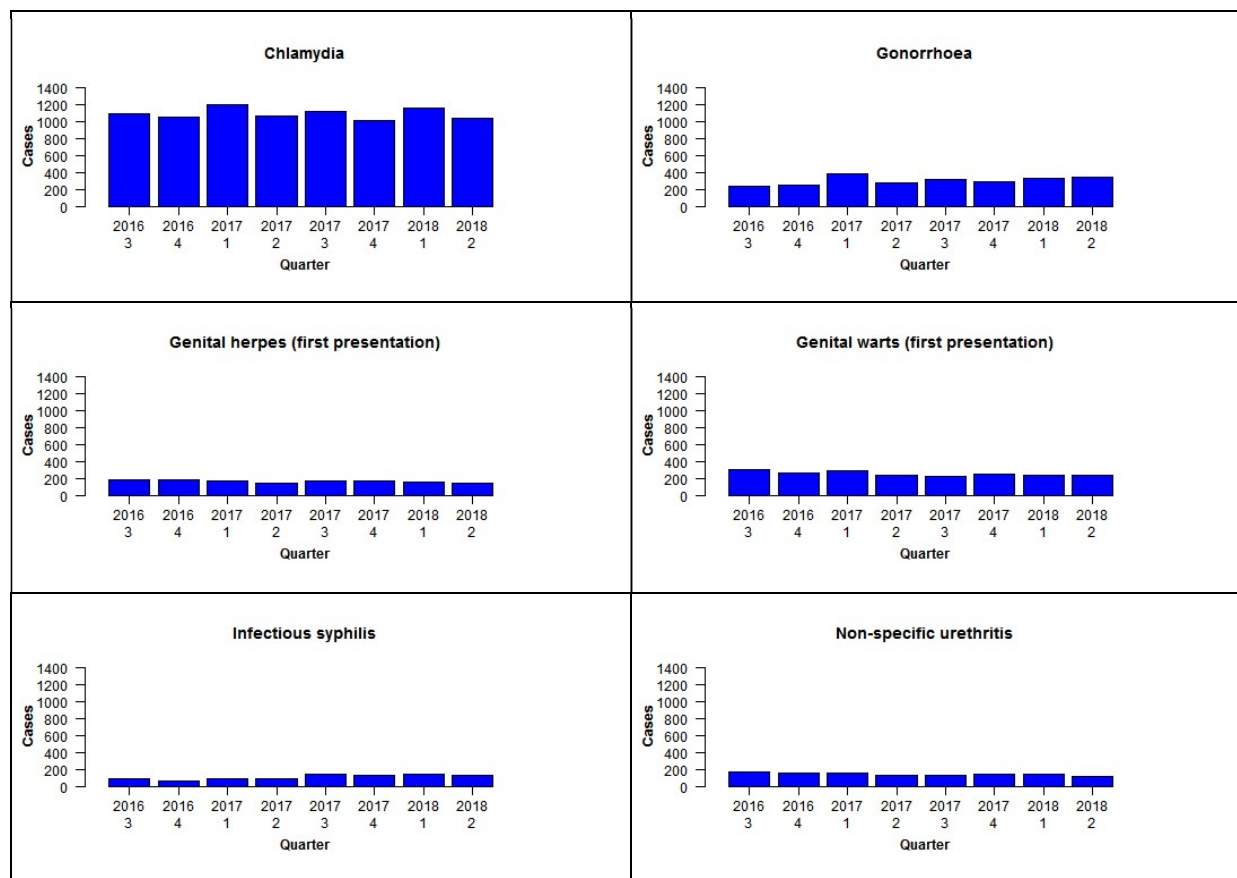 Chlamydia
1400
1200
1000
800
600
400
200
0
Cases
2016 2016 2017 2017 2017 2017 2018 2018
3 4 1 2 3 4 1 2
Quarter
Gonorrhoea
1400
1200
1000
800
600
400
200
0
Cases
2016 2016 2017 2017 2017 2017 2018 2018
3 4 1 2 3 4 1 2
Quarter
Genital herpes (first presentation)
1400
1200
1000
800
600
400
200
0
Cases
2016 2016 2017 2017 2017 2017 2018 2018
3 4 1 2 3 4 1 2
Quarter
Genital warts (first presentation)
1400
1200
1000
800
600
400
200
0
Cases
2016 2016 2017 2017 2017 2017 2018 2018
3 4 1 2 3 4 1 2
Quarter
Infectious syphilis
1400
1200
1000
800
600
400
200
0
Cases
2016 2016 2017 2017 2017 2017 2018 2018
3 4 1 2 3 4 1 2
Quarter
Non-specific urethritis
1400
1200
1000
800
600
400
200
0
Cases
2016 2016 2017 2017 2017 2017 2018 2018
3 4 1 2 3 4 1 2
Quarter